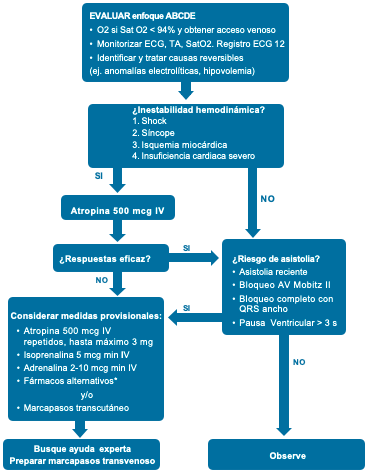 EVALUAR enfoque ABCDE
• O2 si Sat O2 < 94% y obtener acceso venoso
• Monitorizar ECG, TA, SatO2. Registro ECG 12
• Identificar y tratar causas reversibles
(ej. anomalías electrolíticas, hipovolemia)
¿Inestabilidad hemodinámica?
1. Shock
2. Síncope
3. Isquemia miocárdica
4. Insuficiencia cardiaca severo
SI
NO
Atropina 500 mcg IV
¿Respuestas eficaz?
SI
NO
¿Riesgo de asistolia?
• Asistolia reciente
• Bloqueo AV Mobitz II
• Bloqueo completo con
QRS ancho
• Pausa Ventricular > 3 s
SI
NO
Considerar medidas provisionales:
• Atropina 500 mcg IV
repetidos, hasta máximo 3 mg
• Isoprenalina 5 mcg min IV
• Adrenalina 2-10 mcg min IV
• Fármacos alternativos*
y/o
• Marcapasos transcutáneo
Busque ayuda experta
Preparar marcapasos transvenoso
Observe